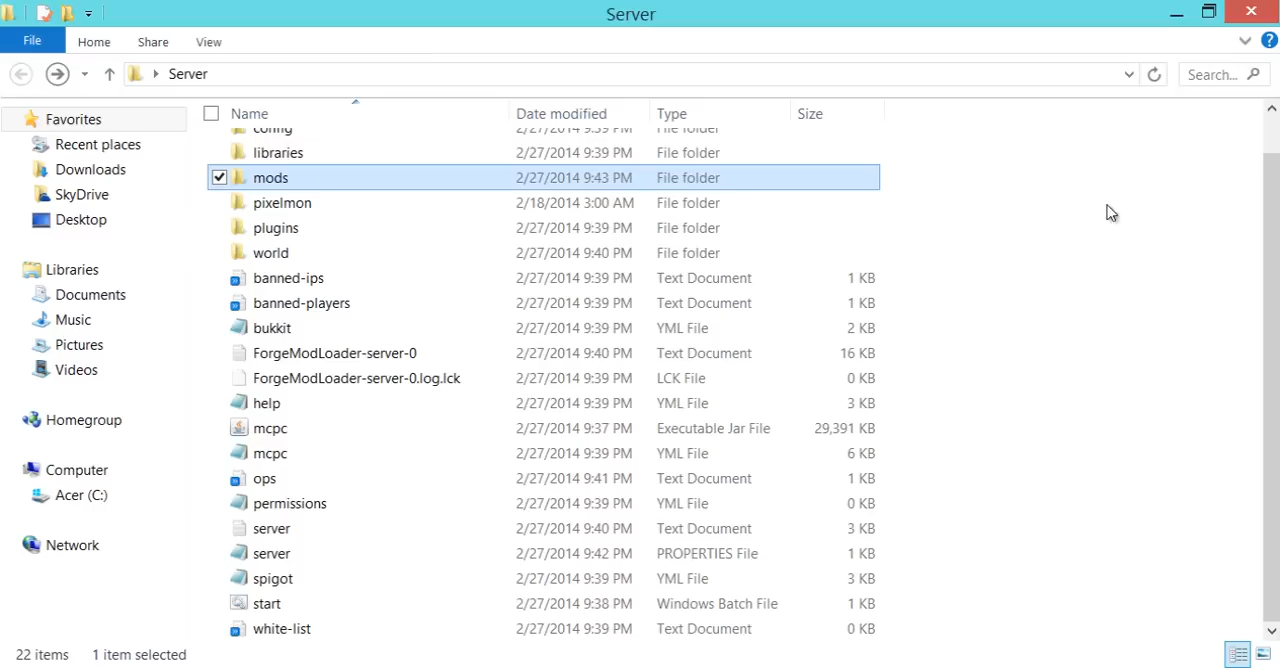 Server
File Home Share View
Server Search...
Name Date modified Type Size
Favorites
Recent places
Downloads
SkyDrive
Desktop
Libraries
Documents
Music
Pictures
Videos
Homegroup
Computer
Acer (C:)
Network
config 2/27/2014 9:39 PM File folder
libraries 2/27/2014 9:39 PM File folder
mods 2/27/2014 9:43 PM File folder
pixelmon 2/18/2014 3:00 AM File folder
plugins 2/27/2014 9:39 PM File folder
world 2/27/2014 9:40 PM File folder
banned-ips 2/27/2014 9:39 PM Text Document 1 KB
banned-players 2/27/2014 9:39 PM Text Document 1 KB
bukkit 2/27/2014 9:39 PM YML File 2 KB
ForgeModLoader-server-0 2/27/2014 9:40 PM Text Document 16 KB
ForgeModLoader-server-0.log.lck 2/27/2014 9:39 PM LCK File 0 KB
help 2/27/2014 9:39 PM YML File 3 KB
mcpc 2/27/2014 9:37 PM Executable Jar File 29,391 KB
mcpc 2/27/2014 9:39 PM YML File 6 KB
ops 2/27/2014 9:41 PM Text Document 1 KB
permissions 2/27/2014 9:39 PM YML File 0 KB
server 2/27/2014 9:40 PM Text Document 3 KB
server 2/27/2014 9:42 PM PROPERTIES File 1 KB
spigot 2/27/2014 9:39 PM YML File 3 KB
start 2/27/2014 9:38 PM Windows Batch File 1 KB
white-list 2/27/2014 9:39 PM Text Document 0 KB
22 items 1 item selected